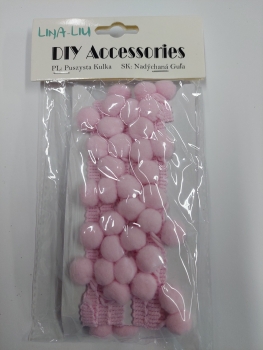 LINA-LIU
DIY Accessories
PL: Puszysta Kulka SK: Nadýchaná Guľa